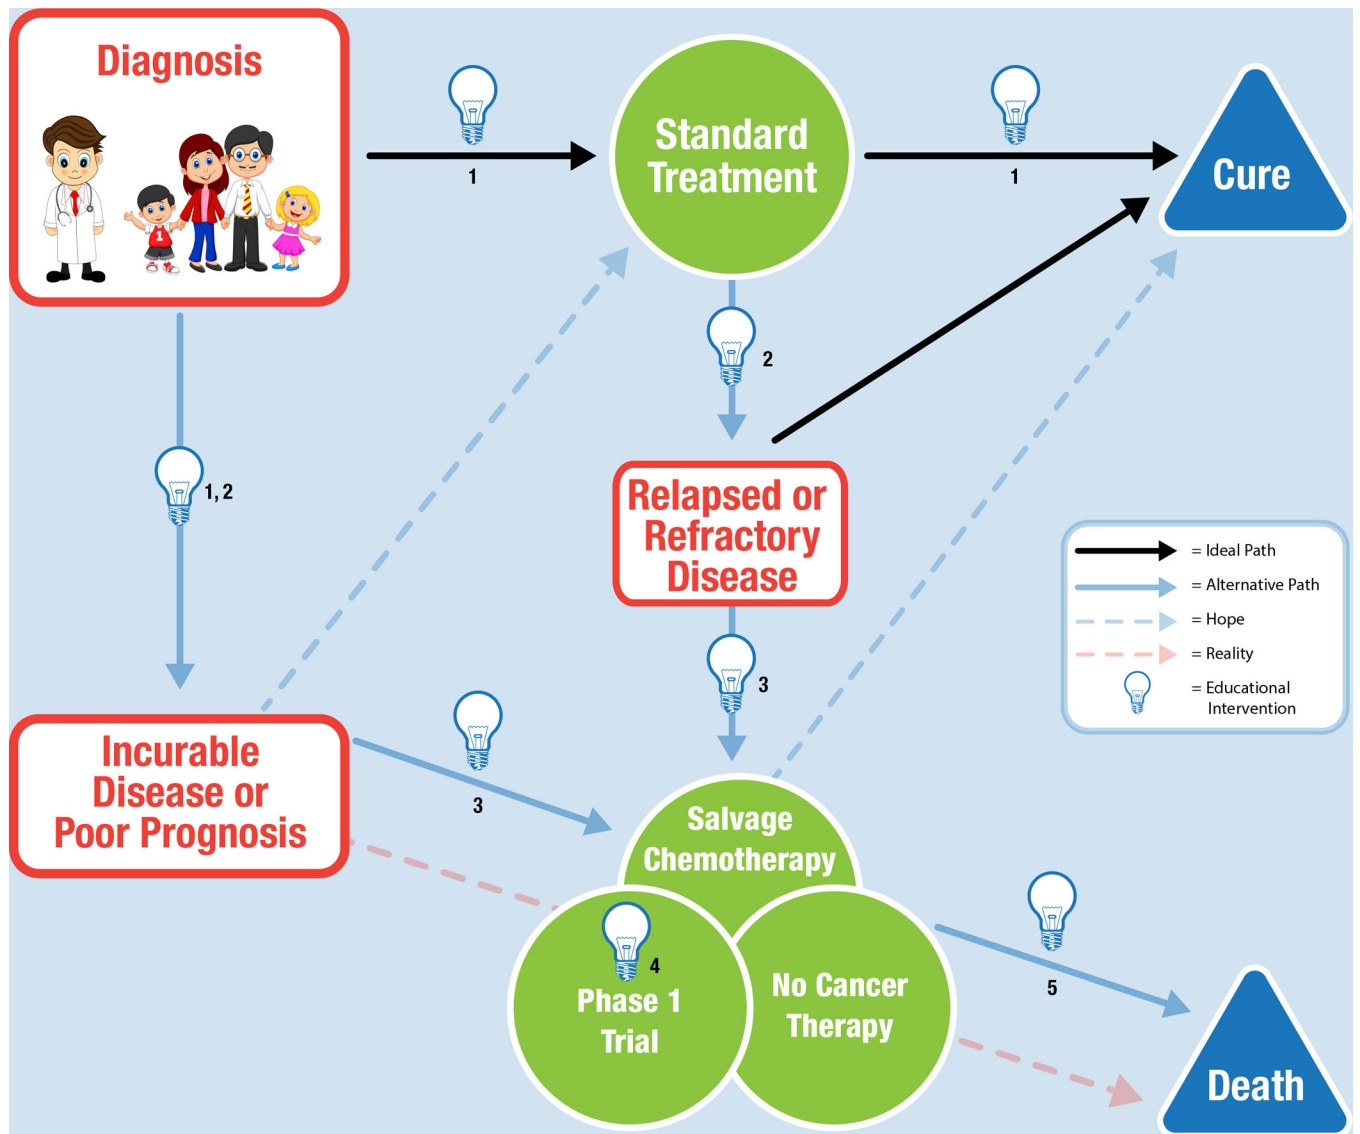 Diagnosis
1
1
1
Standard
Treatment
Cure
2
1, 2
Relapsed or
Refractory
Disease
= Ideal Path
= Alternative Path
= Hope
= Reality
= Educational
Intervention
3
Incurable
Disease or
Poor Prognosis
3
Salvage
Chemotherapy
4
Phase 1
Trial
No Cancer
Therapy
5
Death